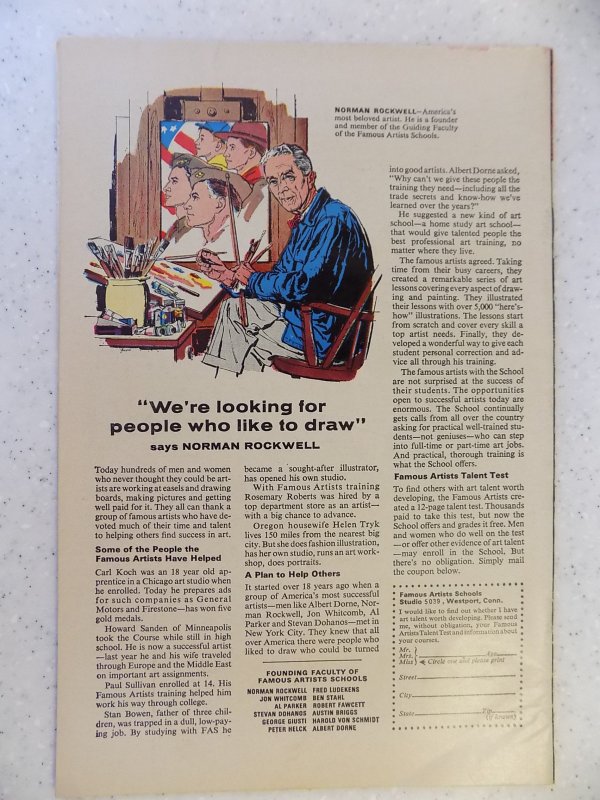 NORMAN ROCKWELL—America's
most beloved artist. He is a founder
and member of the Guiding Faculty
of the Famous Artists Schools.
"We're looking for
people who like to draw"
says NORMAN ROCKWELL
Today hundreds of men and women
who never thought they could be art-
ists are working at easels and drawing
boards, making pictures and getting
well paid for it. They all can thank a
group of famous artists who have de-
voted much of their time and talent
to helping others find success in art.
Some of the People the
Famous Artists Have Helped
Carl Koch was an 18 year old ap-
prentice in a Chicago art studio when
he enrolled. Today he prepares ads
for such companies as General
Motors and Firestone—has won five
gold medals.
Howard Sanden of Minneapolis
took the Course while still in high
school. He is now a successful artist
—last year he and his wife traveled
through Europe and the Middle East
on important art assignments.
Paul Sullivan enrolled at 14. His
Famous Artists training helped him
work his way through college.
Stan Bowen, father of three chil-
dren, was trapped in a dull, low-pay-
ing job. By studying with FAS he
became a sought-after illustrator,
has opened his own studio.
With Famous Artists training
Rosemary Roberts was hired by a
top department store as an artist—
with a big chance to advance.
Oregon housewife Helen Tryk
lives 150 miles from the nearest big
city. But she does fashion illustration,
has her own studio, runs an art work-
shop, does portraits.
A Plan to Help Others
It started over 18 years ago when a
group of America's most successful
artists—men like Albert Dorne, Nor-
man Rockwell, Jon Whitcomb, Al
Parker and Stevan Dohanos—met in
New York City. They knew that all
over America there were people who
liked to draw who could be turned
FOUNDING FACULTY OF
FAMOUS ARTISTS SCHOOLS
NORMAN ROCKWELL FRED LUDEKENS
JON WHITCOMB BEN STAHL
AL PARKER ROBERT FAWCETT
STEVAN DOHANOS AUSTIN BRIGGS
GEORGE GIUSTI HAROLD VON SCHMIDT
PETER HELCK ALBERT DORNE
into good artists. Albert Dorne asked,
"Why can't we give these people the
training they need—including all the
trade secrets and know-how we've
learned over the years?"
He suggested a new kind of art
school—a home study art school—
that would give talented people the
best professional art training, no
matter where they live.
The famous artists agreed. Taking
time from their busy careers, they
created a remarkable series of art
lessons covering every aspect of draw-
ing and painting. They illustrated
their lessons with over 5,000 "here's-
how" illustrations. The lessons start
from scratch and cover every skill a
top artist needs. Finally, they de-
veloped a wonderful way to give each
student personal correction and ad-
vice all through his training.
The famous artists with the School
are not surprised at the success of
their students. The opportunities
open to successful artists today are
enormous. The School continually
gets calls from all over the country
asking for practical well-trained stu-
dents—not geniuses—who can step
into full-time or part-time art jobs.
And practical, thorough training is
what the School offers.
Famous Artists Talent Test
To find others with art talent worth
developing, the Famous Artists cre-
ated a 12-page talent test. Thousands
paid to take this test, but now the
School offers and grades it free. Men
and women who do well on the test
—or offer other evidence of art talent
—may enroll in the School. But
there's no obligation. Simply mail
the coupon below.
Famous Artists Schools
Studio 5039, Westport, Conn.
I would like to find out whether I have
art talent worth developing. Please send
me, without obligation, your Famous
Artists Talent Test and information about
your courses.
Mr.
Mrs. Age
Miss Circle one and please print
Street
City
State Zip
(if known)